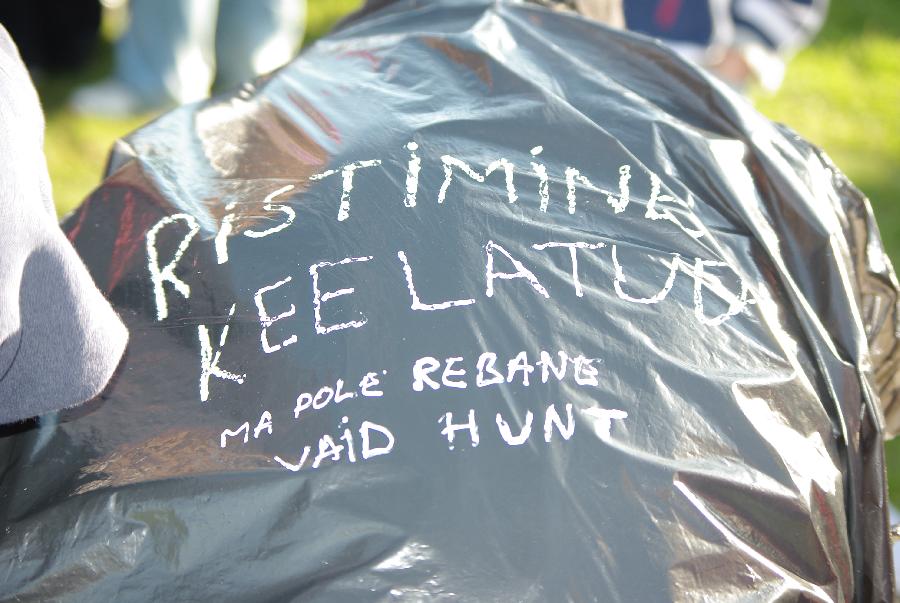 RiSTiMiNE
KEELATUD
MA POLE REBANE
VAiD HUNT